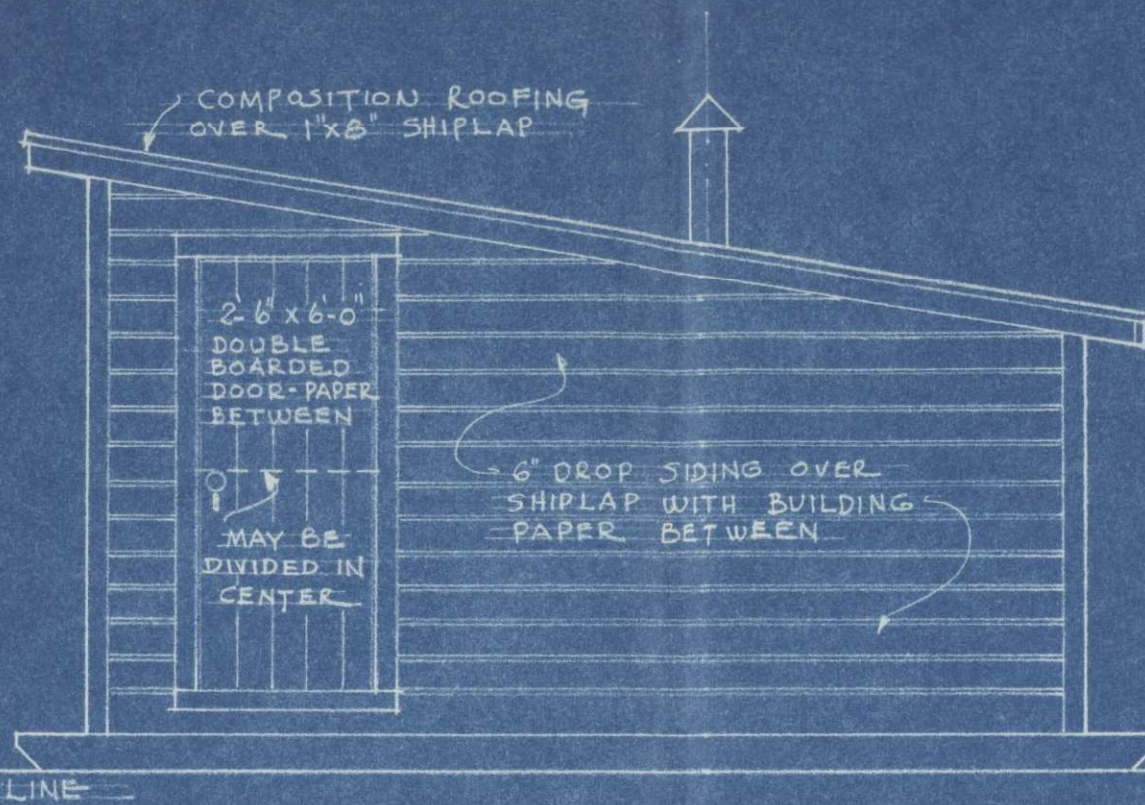 COMPOSITION ROOFING
OVER 1"x8" SHIPLAP
2'-6" x 6'-0"
DOUBLE
BOARDED
DOOR-PAPER
BETWEEN
MAY BE
DIVIDED IN
CENTER
6" DROP SIDING OVER
SHIPLAP WITH BUILDING
PAPER BETWEEN
LINE